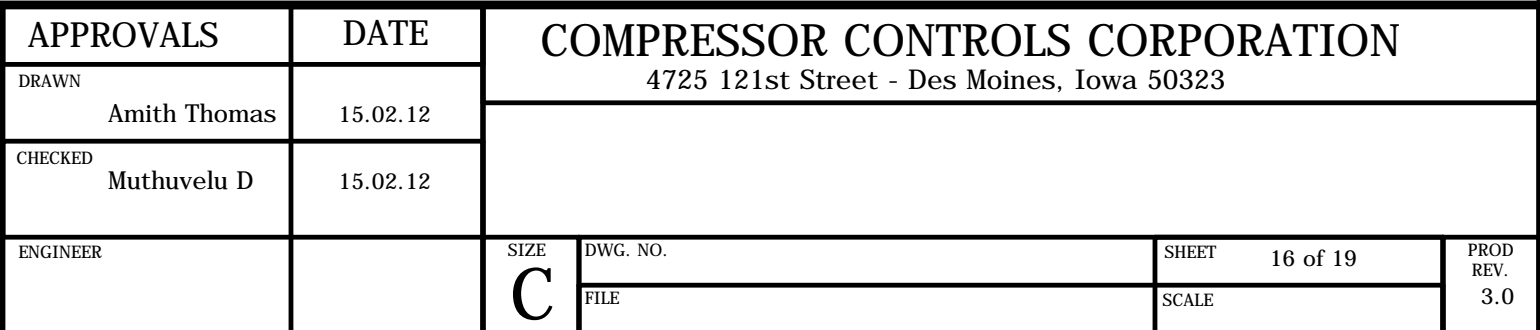 APPROVALS DATE
DRAWN
Amith Thomas 15.02.12
CHECKED
Muthuvelu D 15.02.12
ENGINEER
COMPRESSOR CONTROLS CORPORATION
4725 121st Street - Des Moines, Iowa 50323
SIZE
C
DWG. NO.
FILE
SHEET 16 of 19
SCALE
PROD
REV.
3.0